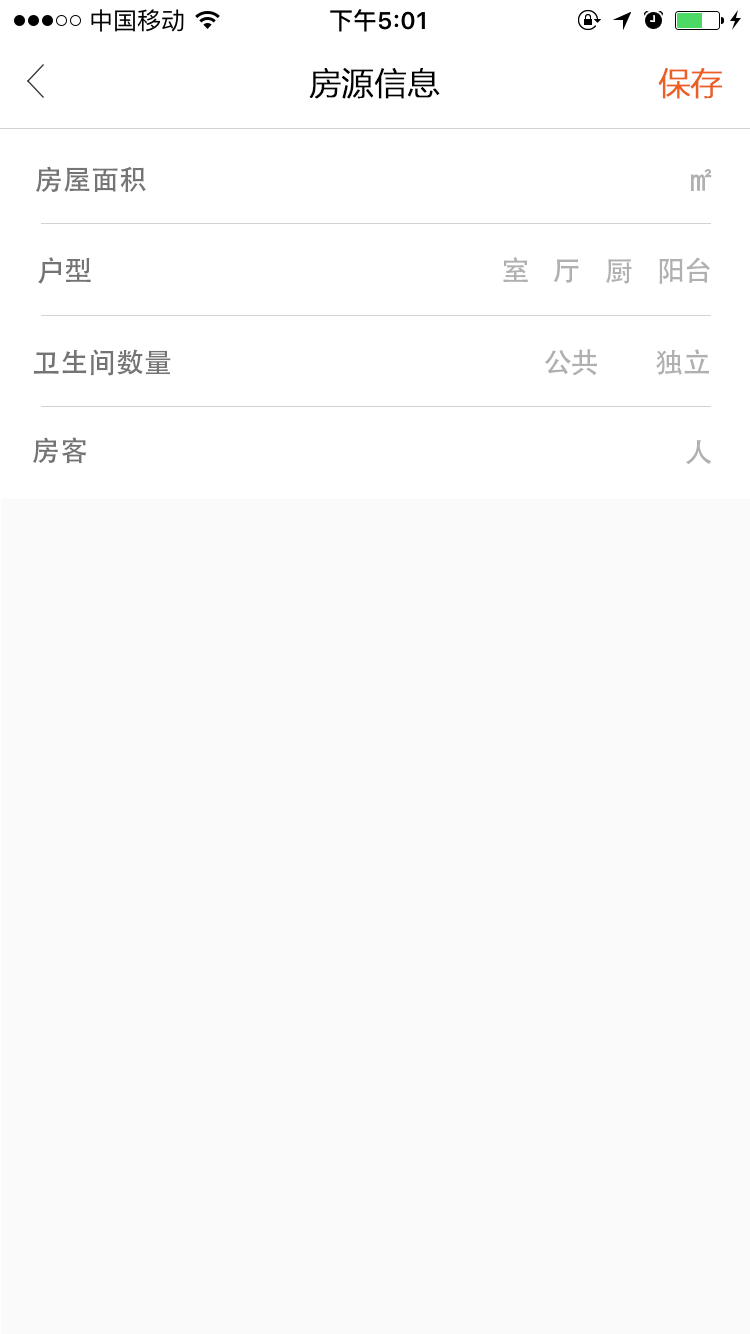 中国移动 下午5:01
房源信息 保存
房屋面积 ㎡
户型 室 厅 厨 阳台
卫生间数量 公共 独立
房客 人